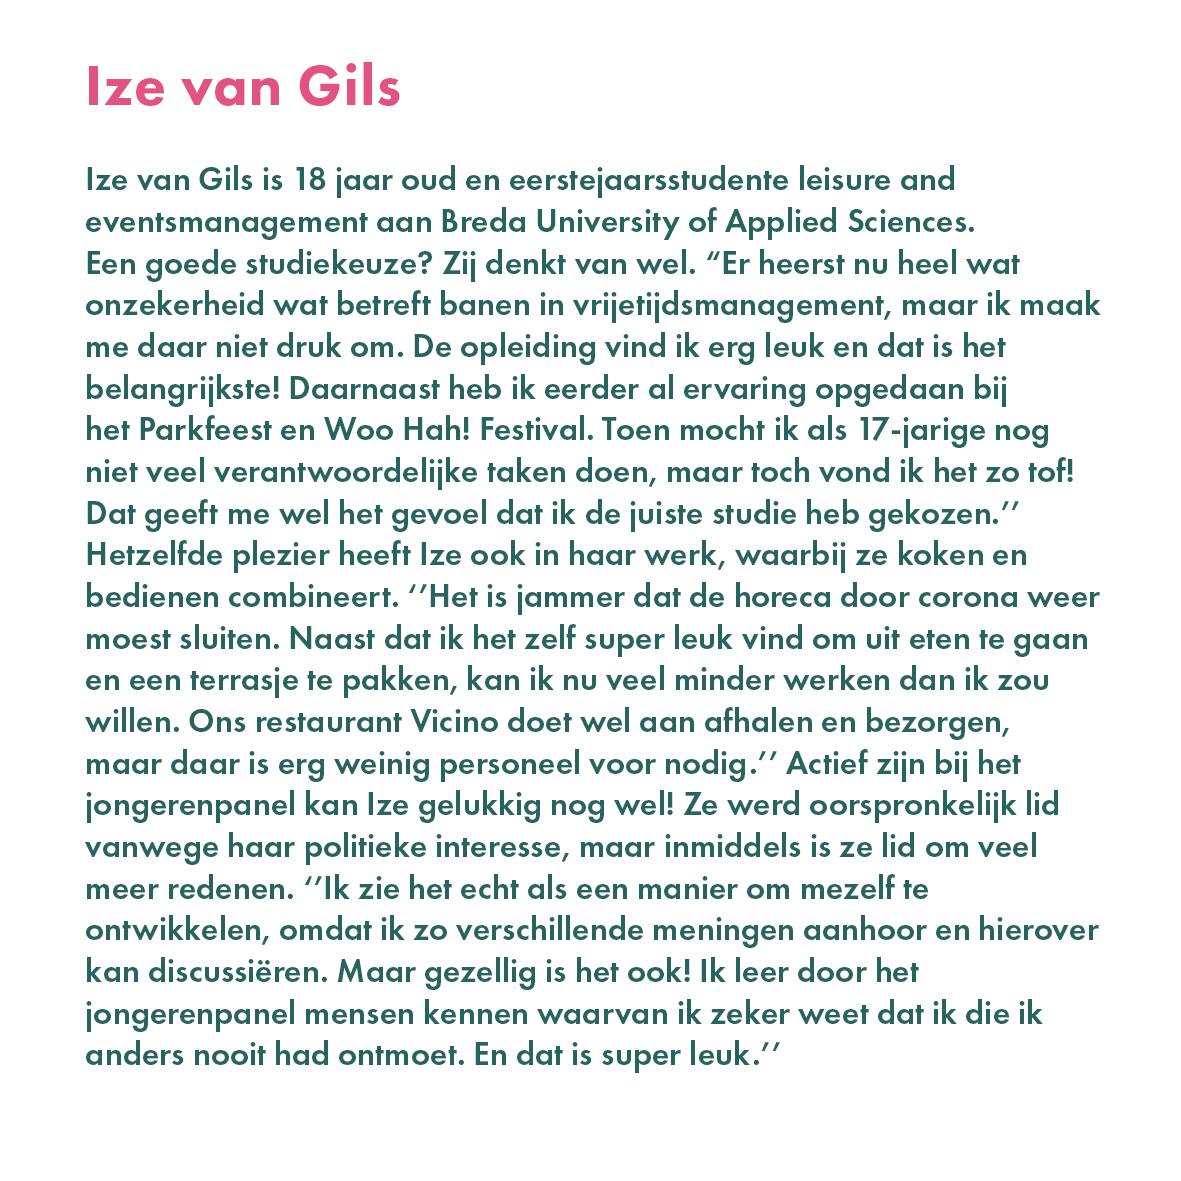 Ize van Gils
Ize van Gils is 18 jaar oud en eerstejaarsstudente leisure and
eventsmanagement aan Breda University of Applied Sciences.
Een goede studiekeuze? Zij denkt van wel. “Er heerst nu heel wat
onzekerheid wat betreft banen in vrijetijdsmanagement, maar ik maak
me daar niet druk om. De opleiding vind ik erg leuk en dat is het
belangrijkste! Daarnaast heb ik eerder al ervaring opgedaan bij
het Parkfeest en Woo Hah! Festival. Toen mocht ik als 17-jarige nog
niet veel verantwoordelijke taken doen, maar toch vond ik het zo tof!
Dat geeft me wel het gevoel dat ik de juiste studie heb gekozen.’’
Hetzelfde plezier heeft Ize ook in haar werk, waarbij ze koken en
bedienen combineert. ‘’Het is jammer dat de horeca door corona weer
moest sluiten. Naast dat ik het zelf super leuk vind om uit eten te gaan
en een terrasje te pakken, kan ik nu veel minder werken dan ik zou
willen. Ons restaurant Vicino doet wel aan afhalen en bezorgen,
maar daar is erg weinig personeel voor nodig.’’ Actief zijn bij het
jongerenpanel kan Ize gelukkig nog wel! Ze werd oorspronkelijk lid
vanwege haar politieke interesse, maar inmiddels is ze lid om veel
meer redenen. ‘’Ik zie het echt als een manier om mezelf te
ontwikkelen, omdat ik zo verschillende meningen aanhoor en hierover
kan discussiëren. Maar gezellig is het ook! Ik leer door het
jongerenpanel mensen kennen waarvan ik zeker weet dat ik die ik
anders nooit had ontmoet. En dat is super leuk.’’